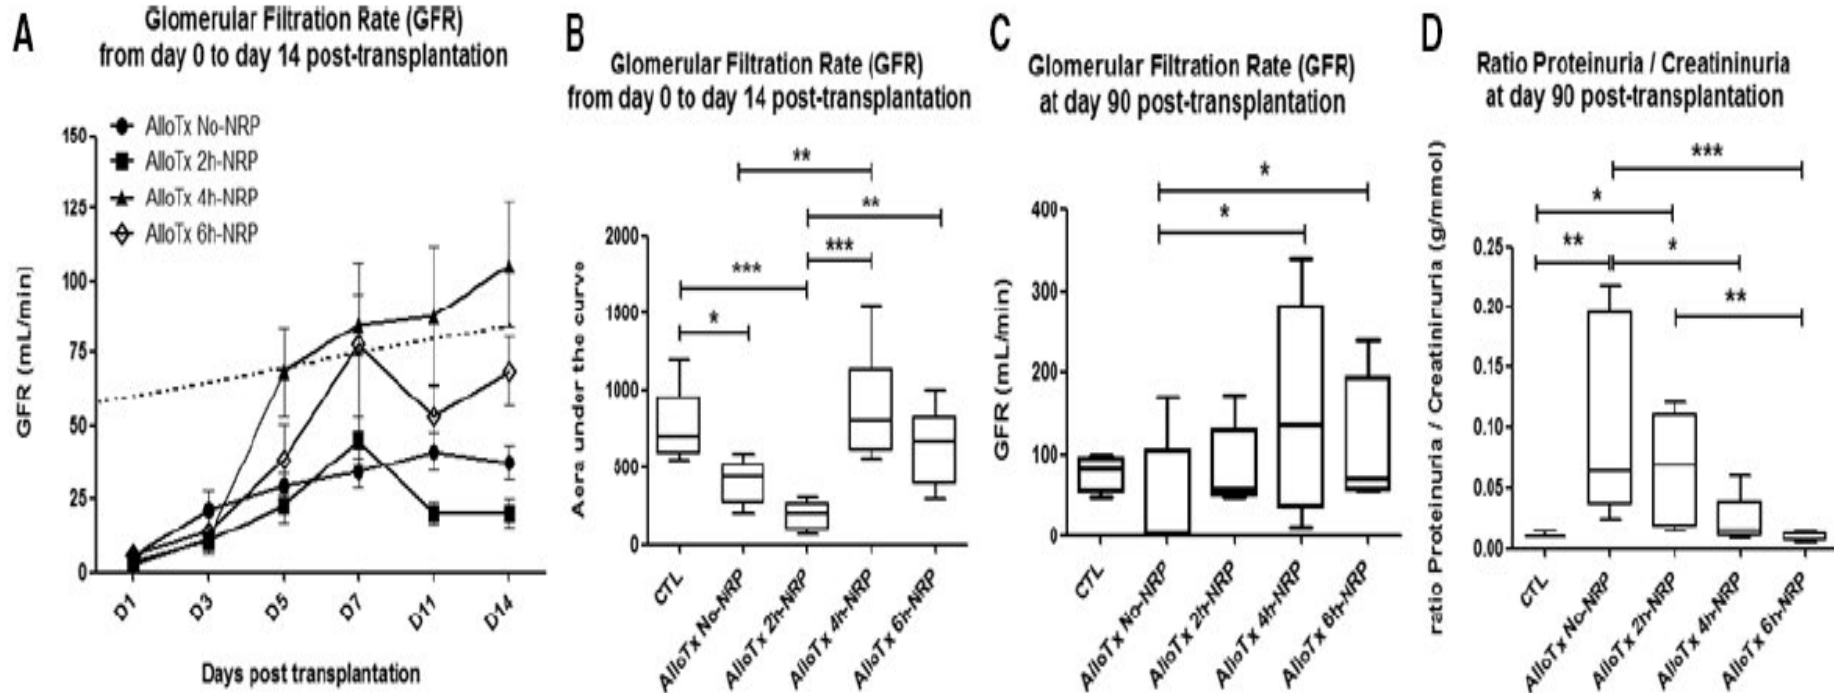 A
Glomerular Filtration Rate (GFR)
from day 0 to day 14 post-transplantation
AlloTx No-NRP
AlloTx 2h-NRP
AlloTx 4h-NRP
AlloTx 6h-NRP
GFR (mL/min)
150
125
100
75
50
25
0
D1 D3 D5 D7 D11 D14
Days post transplantation
B
Glomerular Filtration Rate (GFR)
from day 0 to day 14 post-transplantation
Aera under the curve
2000
1500
1000
500
0
**
**
***
***
*
CTL
AlloTx No-NRP
AlloTx 2h-NRP
AlloTx 4h-NRP
AlloTx 6h-NRP
C
Glomerular Filtration Rate (GFR)
at day 90 post-transplantation
GFR (mL/min)
400
300
200
100
0
*
*
CTL
AlloTx No-NRP
AlloTx 2h-NRP
AlloTx 4h-NRP
AlloTx 6h-NRP
D
Ratio Proteinuria / Creatininuria
at day 90 post-transplantation
ratio Proteinuria / Creatininuria (g/mmol)
0.25
0.20
0.15
0.10
0.05
0.00
***
*
**
*
**
CTL
AlloTx No-NRP
AlloTx 2h-NRP
AlloTx 4h-NRP
AlloTx 6h-NRP